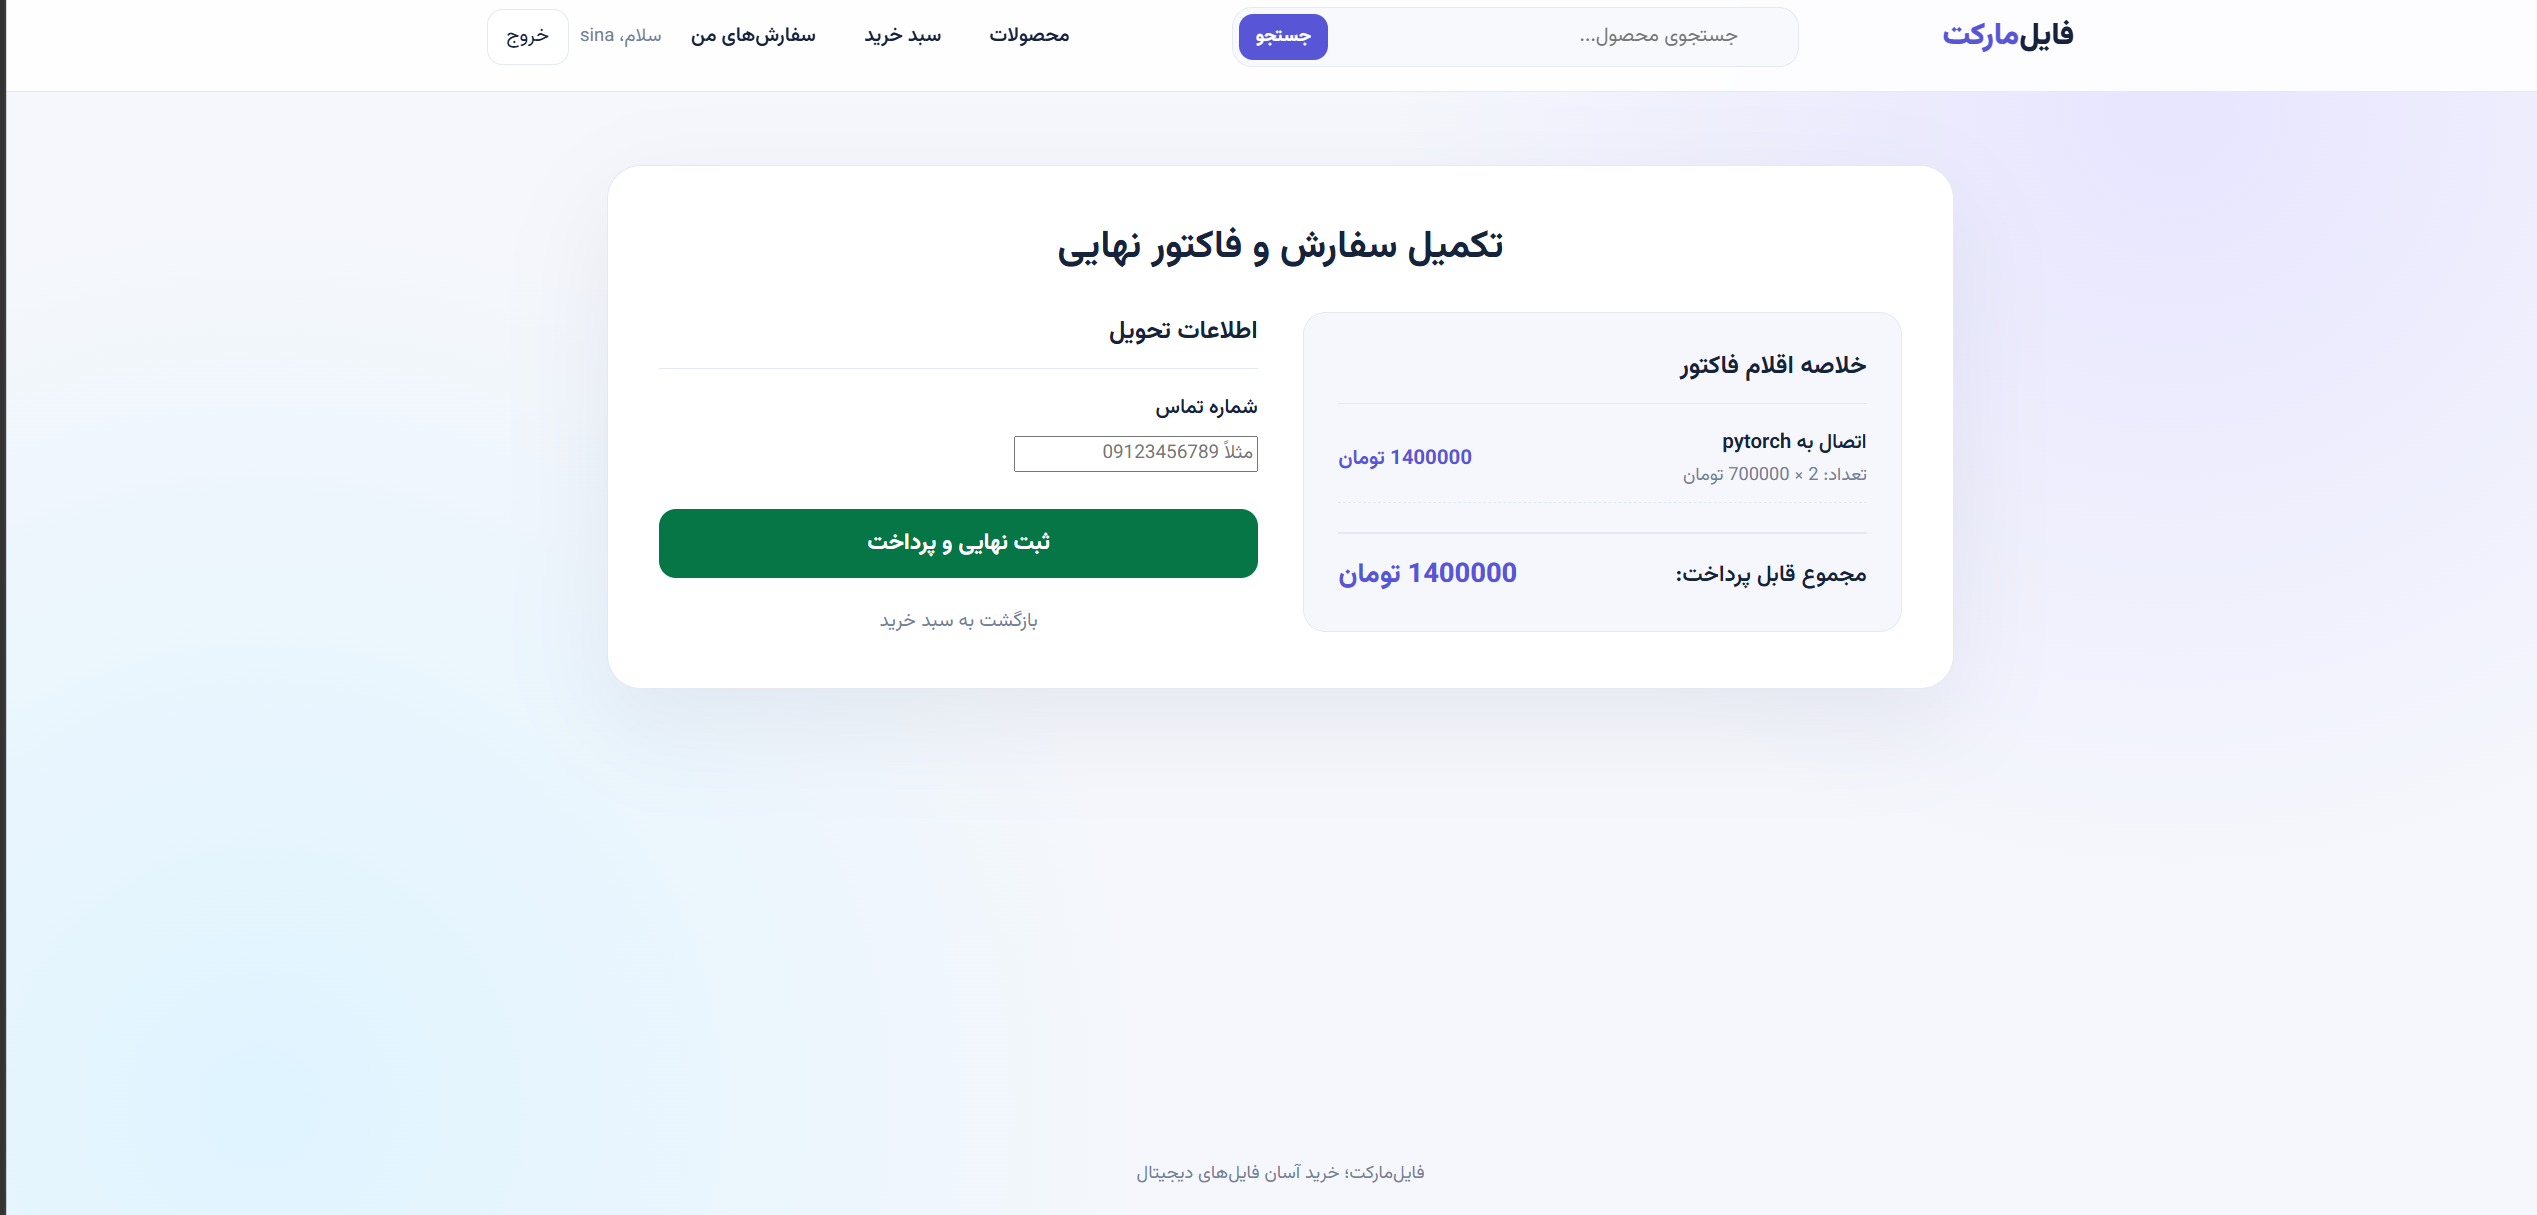 فایل‌مارکت
جستجوی محصول...
جستجو
محصولات
سبد خرید
سفارش‌های من
سلام، sina
خروج
تکمیل سفارش و فاکتور نهایی
خلاصه اقلام فاکتور
اتصال به pytorch
تعداد: 2 × 700000 تومان
1400000 تومان
مجموع قابل پرداخت:
1400000 تومان
اطلاعات تحویل
شماره تماس
مثلاً 09123456789
ثبت نهایی و پرداخت
بازگشت به سبد خرید
فایل‌مارکت؛ خرید آسان فایل‌های دیجیتال